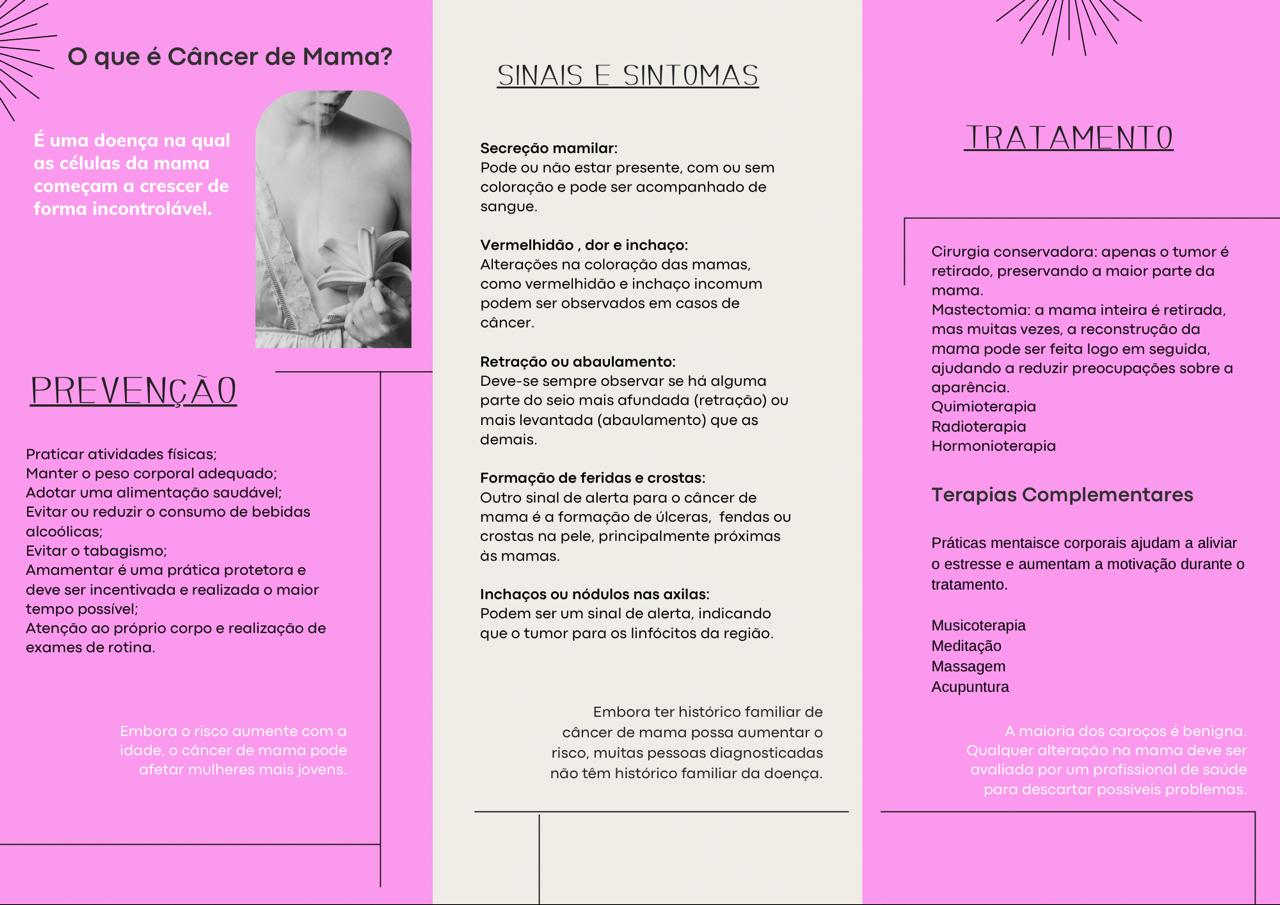 O que é Câncer de Mama?
É uma doença na qual
as células da mama
começam a crescer de
forma incontrolável.
PREVENÇÃO
Praticar atividades físicas;
Manter o peso corporal adequado;
Adotar uma alimentação saudável;
Evitar ou reduzir o consumo de bebidas
alcoólicas;
Evitar o tabagismo;
Amamentar é uma prática protetora e
deve ser incentivada e realizada o maior
tempo possível;
Atenção ao próprio corpo e realização de
exames de rotina.
Embora o risco aumente com a
idade, o câncer de mama pode
afetar mulheres mais jovens.
SINAIS E SINTOMAS
Secreção mamilar:
Pode ou não estar presente, com ou sem
coloração e pode ser acompanhado de
sangue.
Vermelhidão , dor e inchaço:
Alterações na coloração das mamas,
como vermelhidão e inchaço incomum
podem ser observados em casos de
câncer.
Retração ou abaulamento:
Deve-se sempre observar se há alguma
parte do seio mais afundada (retração) ou
mais levantada (abaulamento) que as
demais.
Formação de feridas e crostas:
Outro sinal de alerta para o câncer de
mama é a formação de úlceras,  fendas ou
crostas na pele, principalmente próximas
às mamas.
Inchaços ou nódulos nas axilas:
Podem ser um sinal de alerta, indicando
que o tumor para os linfócitos da região.
Embora ter histórico familiar de
câncer de mama possa aumentar o
risco, muitas pessoas diagnosticadas
não têm histórico familiar da doença.
TRATAMENTO
Cirurgia conservadora: apenas o tumor é
retirado, preservando a maior parte da
mama.
Mastectomia: a mama inteira é retirada,
mas muitas vezes, a reconstrução da
mama pode ser feita logo em seguida,
ajudando a reduzir preocupações sobre a
aparência.
Quimioterapia
Radioterapia
Hormonioterapia
Terapias Complementares
Práticas mentaisce corporais ajudam a aliviar
o estresse e aumentam a motivação durante o
tratamento.
Musicoterapia
Meditação
Massagem
Acupuntura
A maioria dos caroços é benigna.
Qualquer alteração na mama deve ser
avaliada por um profissional de saúde
para descartar possíveis problemas.